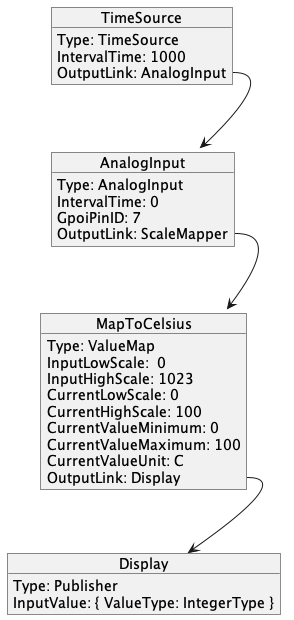 TimeSource
Type: TimeSource
IntervalTime: 1000
OutputLink: AnalogInput
AnalogInput
Type: AnalogInput
IntervalTime: 0
GpoiPinID: 7
OutputLink: ScaleMapper
MapToCelsius
Type: ValueMap
InputLowScale:  0
InputHighScale: 1023
CurrentLowScale: 0
CurrentHighScale: 100
CurrentValueMinimum: 0
CurrentValueMaximum: 100
CurrentValueUnit: C
OutputLink: Display
Display
Type: Publisher
InputValue: { ValueType: IntegerType }